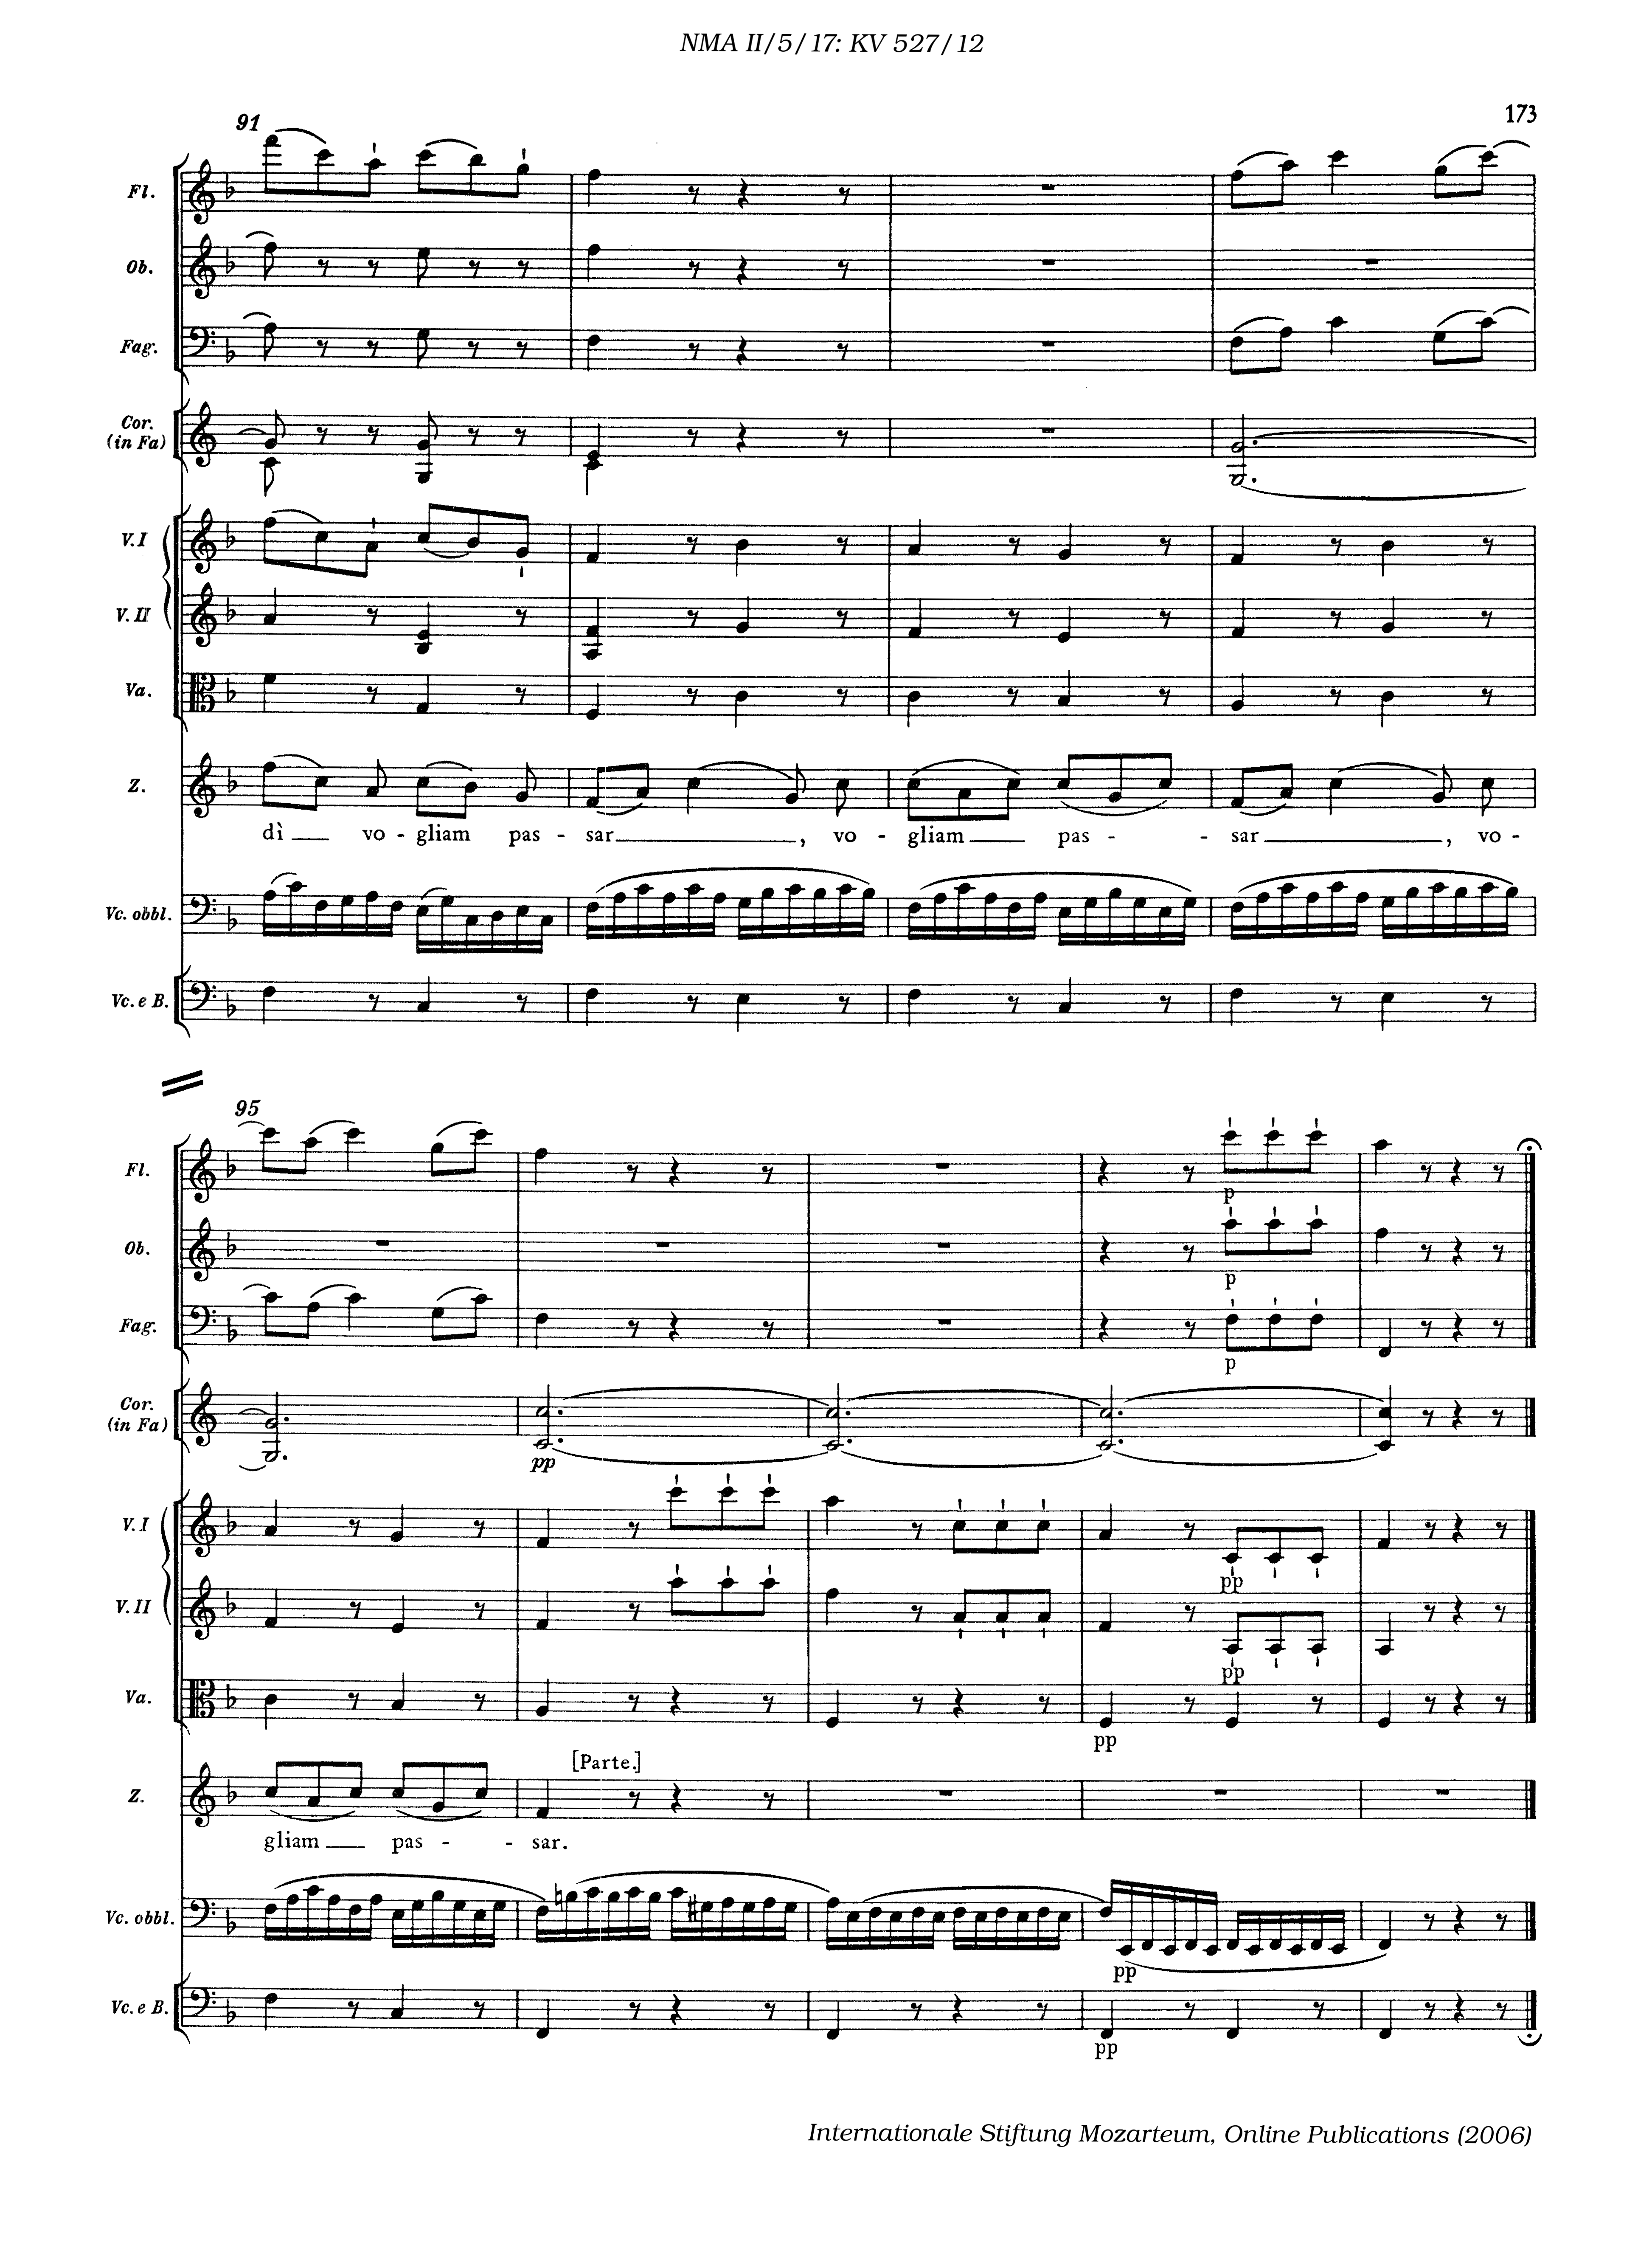 NMA II/5/17: KV 527/12
173
91
Fl.
Ob.
Fag.
Cor.
(in Fa)
V. I
V. II
Va.
Z.
dì vo - gliam pas - sar , vo - gliam pas - - sar , vo -
Vc. obbl.
Vc. e B.
95
Fl.
p
Ob.
p
Fag.
p
Cor.
(in Fa)
pp
V. I
pp
V. II
pp
Va.
pp
[Parte.]
Z.
gliam pas - - sar.
Vc. obbl.
pp
Vc. e B.
pp
Internationale Stiftung Mozarteum, Online Publications (2006)